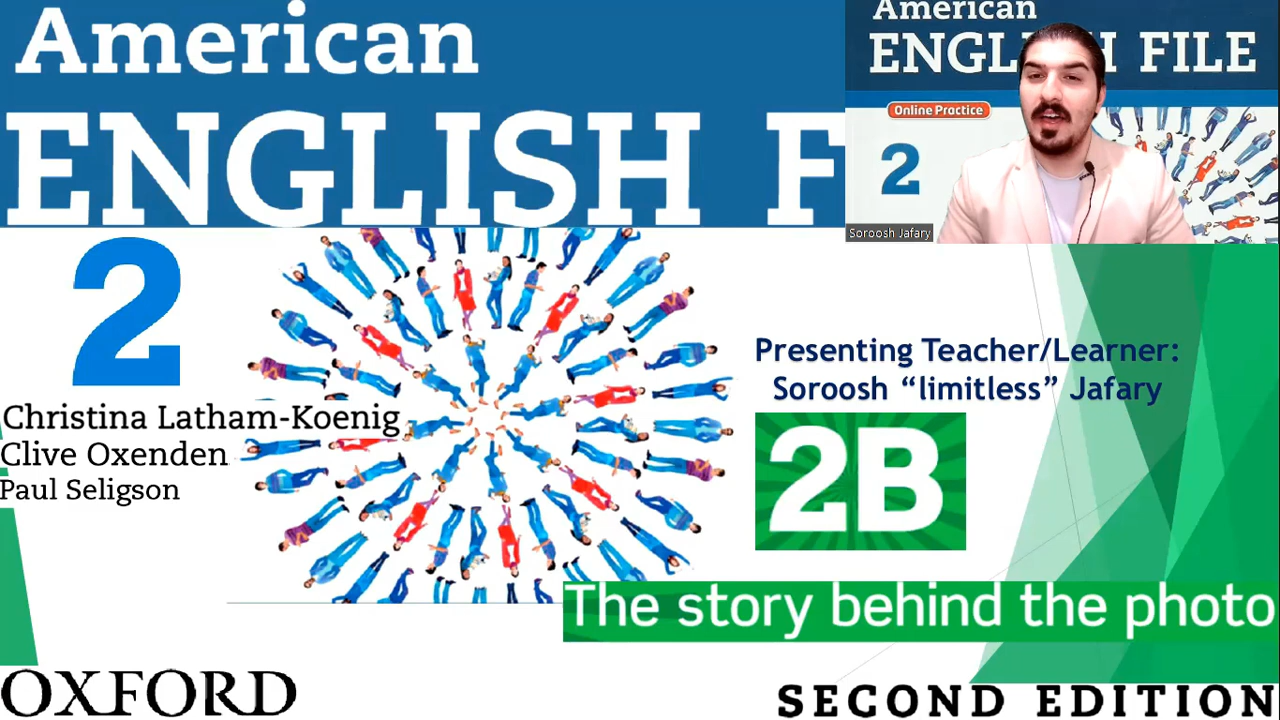 American
ENGLISH F
2
Christina Latham-Koenig
Clive Oxenden
Paul Seligson
OXFORD
American
ENGL FILE
Online Practice
2
Soroosh Jafary
Presenting Teacher/Learner:
Soroosh “limitless” Jafary
2B
The story behind the photo
SECOND EDITION